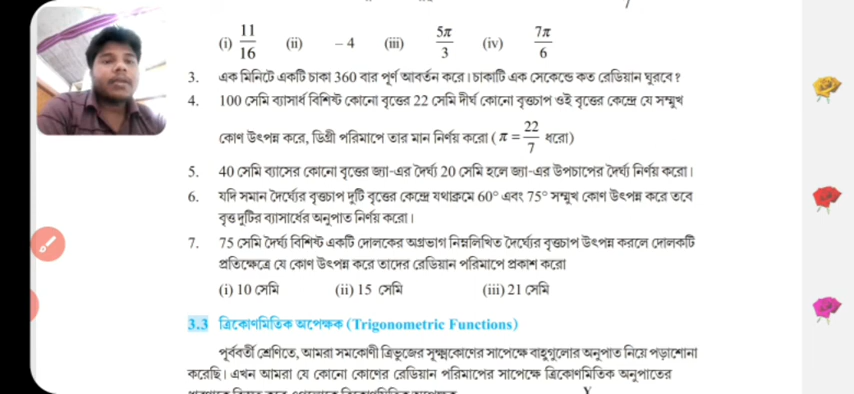 (i) 11/16 (ii) – 4 (iii) 5π/3 (iv) 7π/6
3. এক মিনিটে একটি চাকা 360 বার পূর্ণ আবর্তন করে। চাকাটি এক সেকেন্ডে কত রেডিয়ান ঘুরবে?
4. 100 সেমি ব্যাসার্ধ বিশিষ্ট কোনো বৃত্তের 22 সেমি দীর্ঘ কোনো বৃত্তচাপ ওই বৃত্তের কেন্দ্রে যে সম্মুখ
কোণ উৎপন্ন করে, ডিগ্রী পরিমাপে তার মান নির্ণয় করো ( π = 22/7 ধরো)
5. 40 সেমি ব্যাসের কোনো বৃত্তের জ্যা-এর দৈর্ঘ্য 20 সেমি হলে জ্যা-এর উপচাপের দৈর্ঘ্য নির্ণয় করো।
6. যদি সমান দৈর্ঘ্যের বৃত্তচাপ দুটি বৃত্তের কেন্দ্রে যথাক্রমে 60° এবং 75° সম্মুখ কোণ উৎপন্ন করে তবে
বৃত্ত দুটির ব্যাসার্ধের অনুপাত নির্ণয় করো।
7. 75 সেমি দৈর্ঘ্য বিশিষ্ট একটি দোলকের অগ্রভাগ নিম্নলিখিত দৈর্ঘ্যের বৃত্তচাপ উৎপন্ন করলে দোলকটি
প্রতিক্ষেত্রে যে কোণ উৎপন্ন করে তাদের রেডিয়ান পরিমাপে প্রকাশ করো
(i) 10 সেমি (ii) 15 সেমি (iii) 21 সেমি
3.3 ত্রিকোণমিতিক অপেক্ষক (Trigonometric Functions)
পূর্ববর্তী শ্রেণিতে, আমরা সমকোণী ত্রিভুজের সূক্ষ্মকোণের সাপেক্ষে বাহুগুলোর অনুপাত নিয়ে পড়াশোনা
করেছি। এখন আমরা যে কোনো কোণের রেডিয়ান পরিমাপের সাপেক্ষে ত্রিকোণমিতিক অনুপাতের